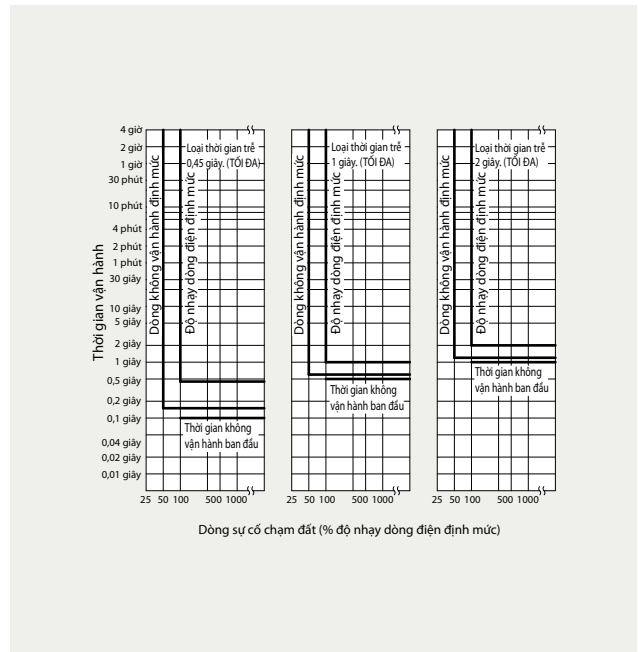 Thời gian vận hành
4 giờ
2 giờ
1 giờ
30 phút
10 phút
4 phút
2 phút
1 phút
30 giây
10 giây
5 giây
2 giây
1 giây
0,5 giây
0,2 giây
0,1 giây
0,04 giây
0,02 giây
0,01 giây
Dòng không vận hành định mức
Độ nhạy dòng điện định mức
Loại thời gian trễ
0,45 giây. (TỐI ĐA)
Thời gian không
vận hành ban đầu
25 50 100 500 1000
Dòng không vận hành định mức
Độ nhạy dòng điện định mức
Loại thời gian trễ
1 giây. (TỐI ĐA)
Thời gian không
vận hành ban đầu
25 50 100 500 1000
Dòng không vận hành định mức
Độ nhạy dòng điện định mức
Loại thời gian trễ
2 giây. (TỐI ĐA)
Thời gian không
vận hành ban đầu
25 50 100 500 1000
Dòng sự cố chạm đất (% độ nhạy dòng điện định mức)